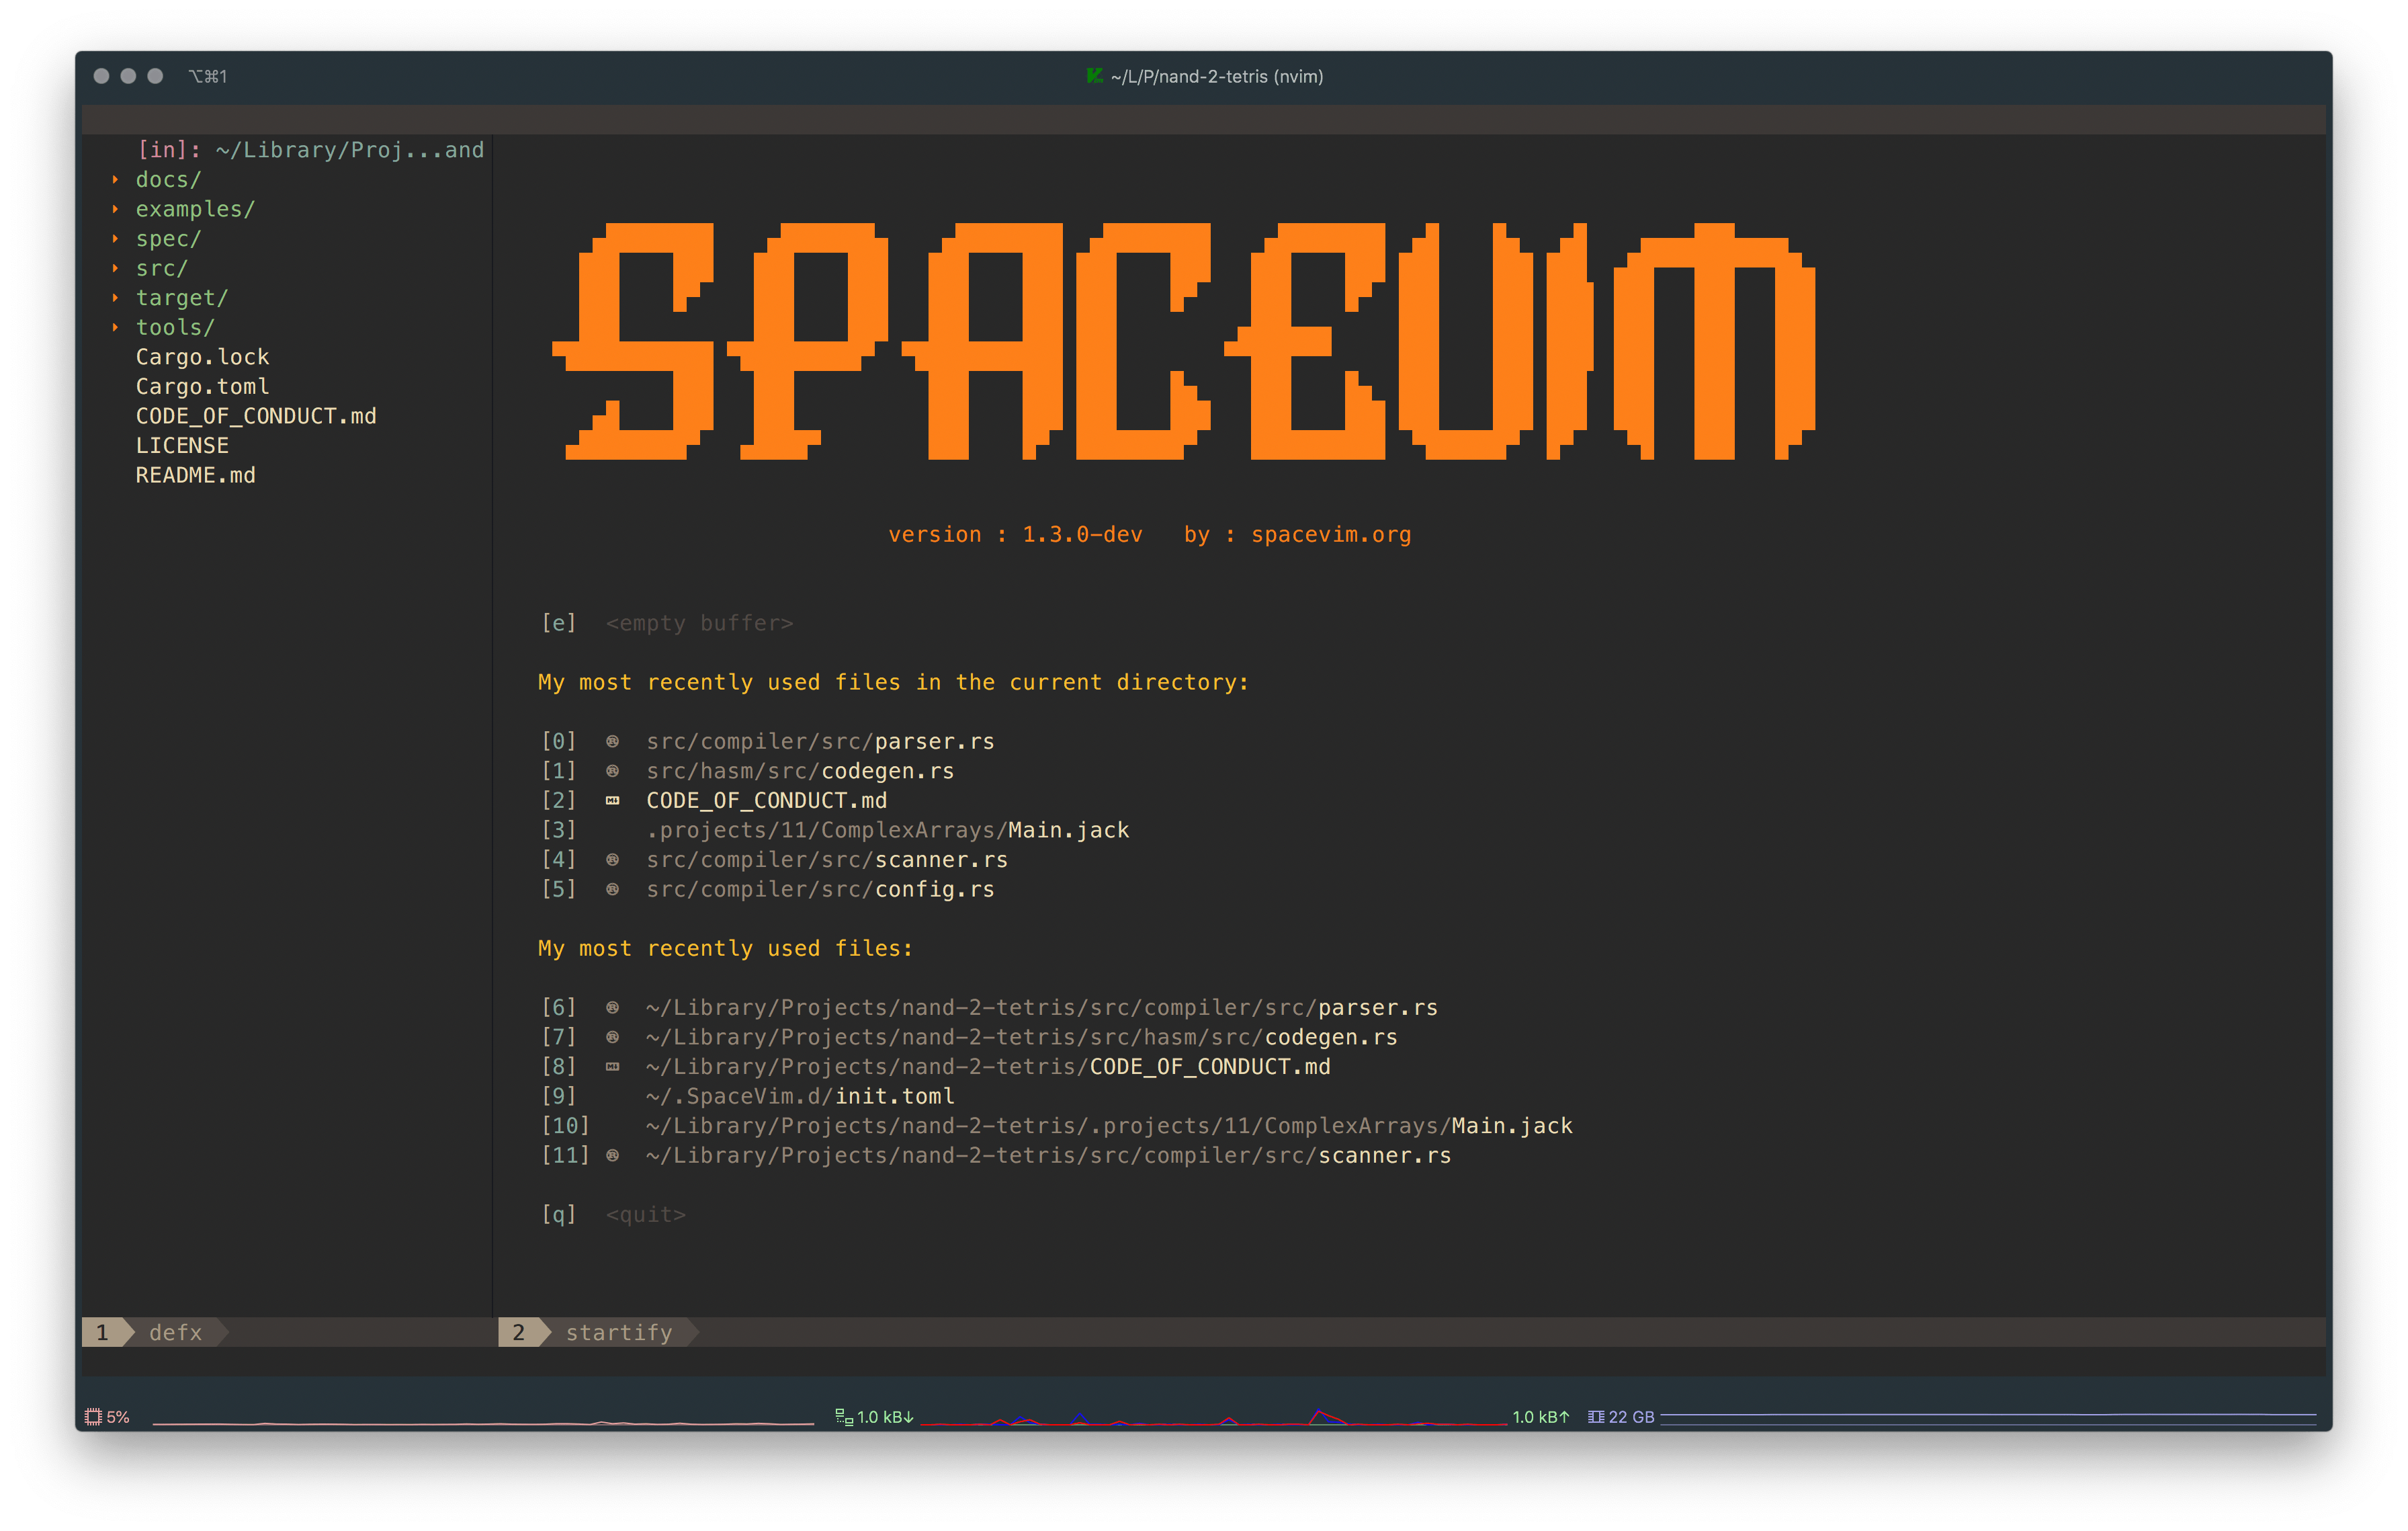 ⌥⌘1
~/L/P/nand-2-tetris (nvim)
[in]: ~/Library/Proj...and
docs/
examples/
spec/
src/
target/
tools/
Cargo.lock
Cargo.toml
CODE_OF_CONDUCT.md
LICENSE
README.md
SPACEVIM
version : 1.3.0-dev   by : spacevim.org
[e]  <empty buffer>
My most recently used files in the current directory:
[0]  src/compiler/src/parser.rs
[1]  src/hasm/src/codegen.rs
[2]  CODE_OF_CONDUCT.md
[3]  .projects/11/ComplexArrays/Main.jack
[4]  src/compiler/src/scanner.rs
[5]  src/compiler/src/config.rs
My most recently used files:
[6]  ~/Library/Projects/nand-2-tetris/src/compiler/src/parser.rs
[7]  ~/Library/Projects/nand-2-tetris/src/hasm/src/codegen.rs
[8]  ~/Library/Projects/nand-2-tetris/CODE_OF_CONDUCT.md
[9]  ~/.SpaceVim.d/init.toml
[10]  ~/Library/Projects/nand-2-tetris/.projects/11/ComplexArrays/Main.jack
[11]  ~/Library/Projects/nand-2-tetris/src/compiler/src/scanner.rs
[q]  <quit>
1 defx
2 startify
5%
1.0 kB↓
1.0 kB↑
22 GB